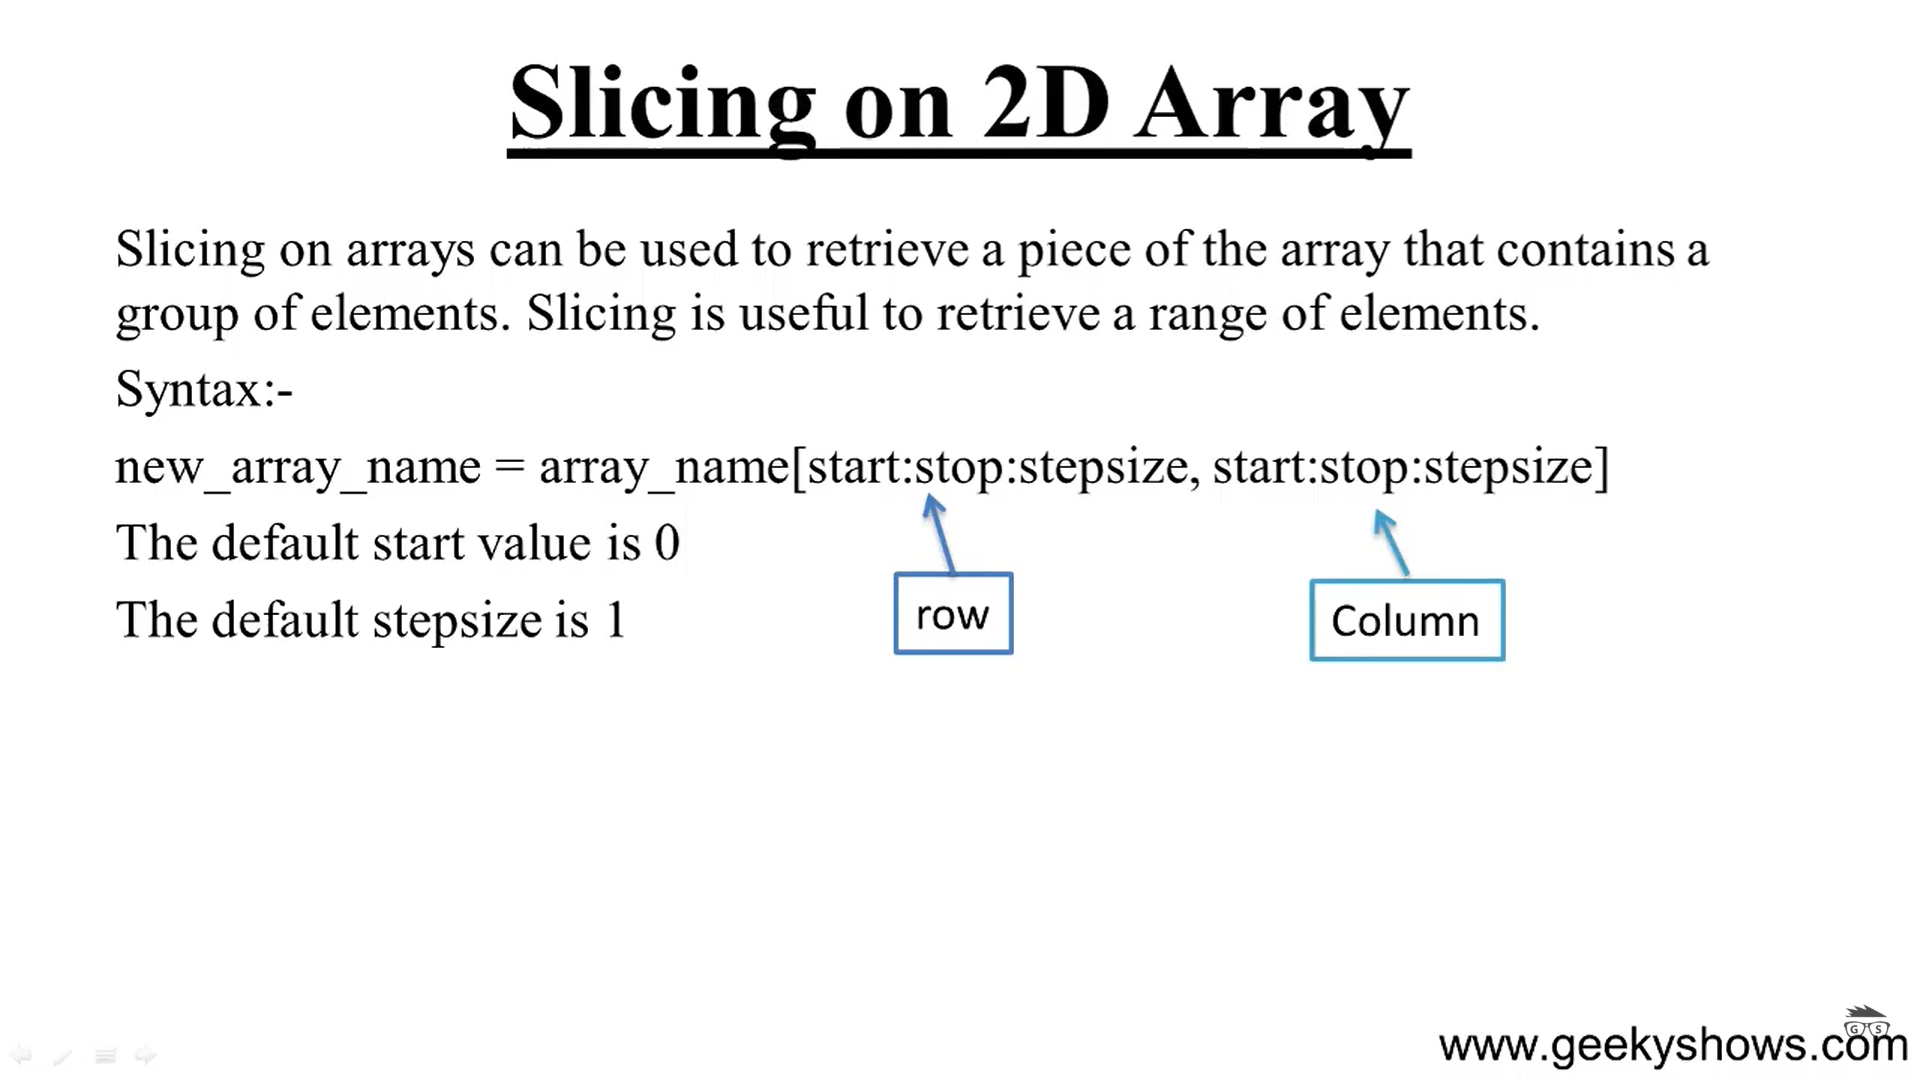 Slicing on 2D Array
Slicing on arrays can be used to retrieve a piece of the array that contains a
group of elements. Slicing is useful to retrieve a range of elements.
Syntax:-
new_array_name = array_name[start:stop:stepsize, start:stop:stepsize]
The default start value is 0
The default stepsize is 1
row
Column
G S
www.geekyshows.com